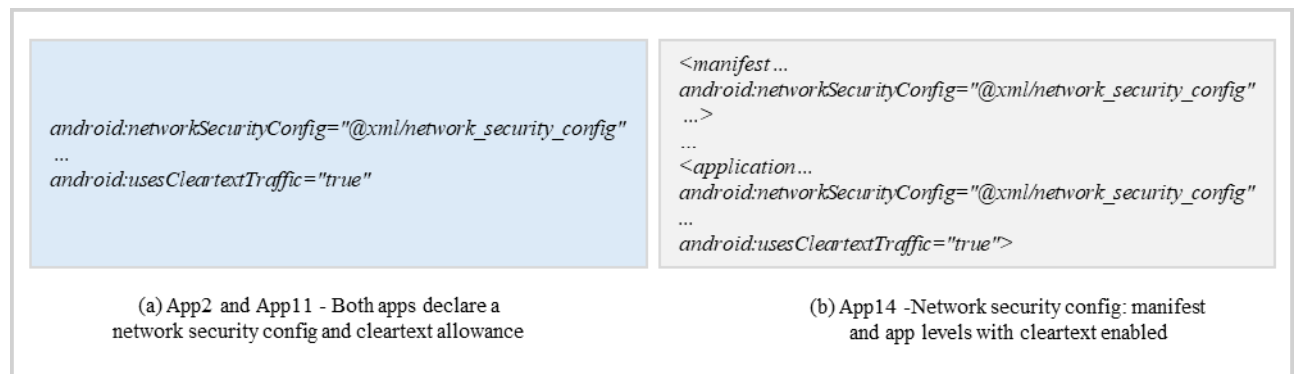 android:networkSecurityConfig="@xml/network_security_config"
...
android:usesCleartextTraffic="true"
(a) App2 and App11 - Both apps declare a
network security config and cleartext allowance
<manifest ...
android:networkSecurityConfig="@xml/network_security_config"
...>
...
<application...
android:networkSecurityConfig="@xml/network_security_config"
...
android:usesCleartextTraffic="true">
(b) App14 -Network security config: manifest
and app levels with cleartext enabled